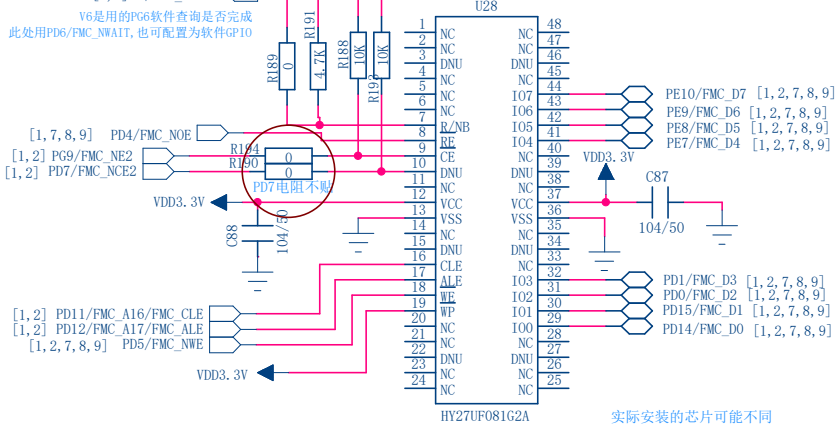 U28
V6是用的PG6软件查询是否完成
此处用PD6/FMC_NWAIT,也可配置为软件GPIO
R189
0
R191
4.7K
R188
10K
R192
10K
[1,7,8,9] PD4/FMC_NOE
[1,2] PG9/FMC_NE2
[1,2] PD7/FMC_NCE2
R194
0
R190
0
PD7电阻不贴
VDD3.3V
C88
104/50
[1,2] PD11/FMC_A16/FMC_CLE
[1,2] PD12/FMC_A17/FMC_ALE
[1,2,7,8,9] PD5/FMC_NWE
VDD3.3V
1 NC
2 NC
3 DNU
4 NC
5 NC
6 NC
7 R/NB
8 RE
9 CE
10 DNU
11 NC
12 VCC
13 VSS
14 NC
15 DNU
16 CLE
17 ALE
18 WE
19 WP
20 NC
21 NC
22 DNU
23 NC
24 NC
NC 48
NC 47
DNU 46
NC 45
IO7 44
IO6 43
IO5 42
IO4 41
NC 40
DNU 39
NC 38
VCC 37
VSS 36
NC 35
DNU 34
NC 33
IO3 32
IO2 31
IO1 30
IO0 29
NC 28
DNU 27
NC 26
NC 25
PE10/FMC_D7 [1,2,7,8,9]
PE9/FMC_D6 [1,2,7,8,9]
PE8/FMC_D5 [1,2,7,8,9]
PE7/FMC_D4 [1,2,7,8,9]
VDD3.3V
C87
104/50
PD1/FMC_D3 [1,2,7,8,9]
PD0/FMC_D2 [1,2,7,8,9]
PD15/FMC_D1 [1,2,7,8,9]
PD14/FMC_D0 [1,2,7,8,9]
HY27UF081G2A
实际安装的芯片可能不同